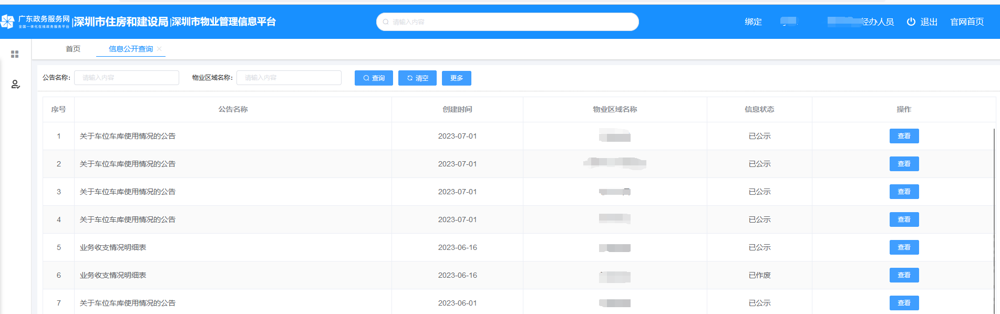 广东政务服务网
全国一体化在线政务服务平台
|深圳市住房和建设局|深圳市物业管理信息平台
请输入内容
绑定
经办人员
退出
官网首页
首页
信息公开查询
公告名称：
请输入内容
物业区域名称：
请输入内容
查询
清空
更多
序号 公告名称 创建时间 物业区域名称 信息状态 操作
1 关于车位车库使用情况的公告 2023-07-01 已公示 查看
2 关于车位车库使用情况的公告 2023-07-01 已公示 查看
3 关于车位车库使用情况的公告 2023-07-01 已公示 查看
4 关于车位车库使用情况的公告 2023-07-01 已公示 查看
5 业务收支情况明细表 2023-06-16 已公示 查看
6 业务收支情况明细表 2023-06-16 已作废 查看
7 关于车位车库使用情况的公告 2023-06-01 已公示 查看